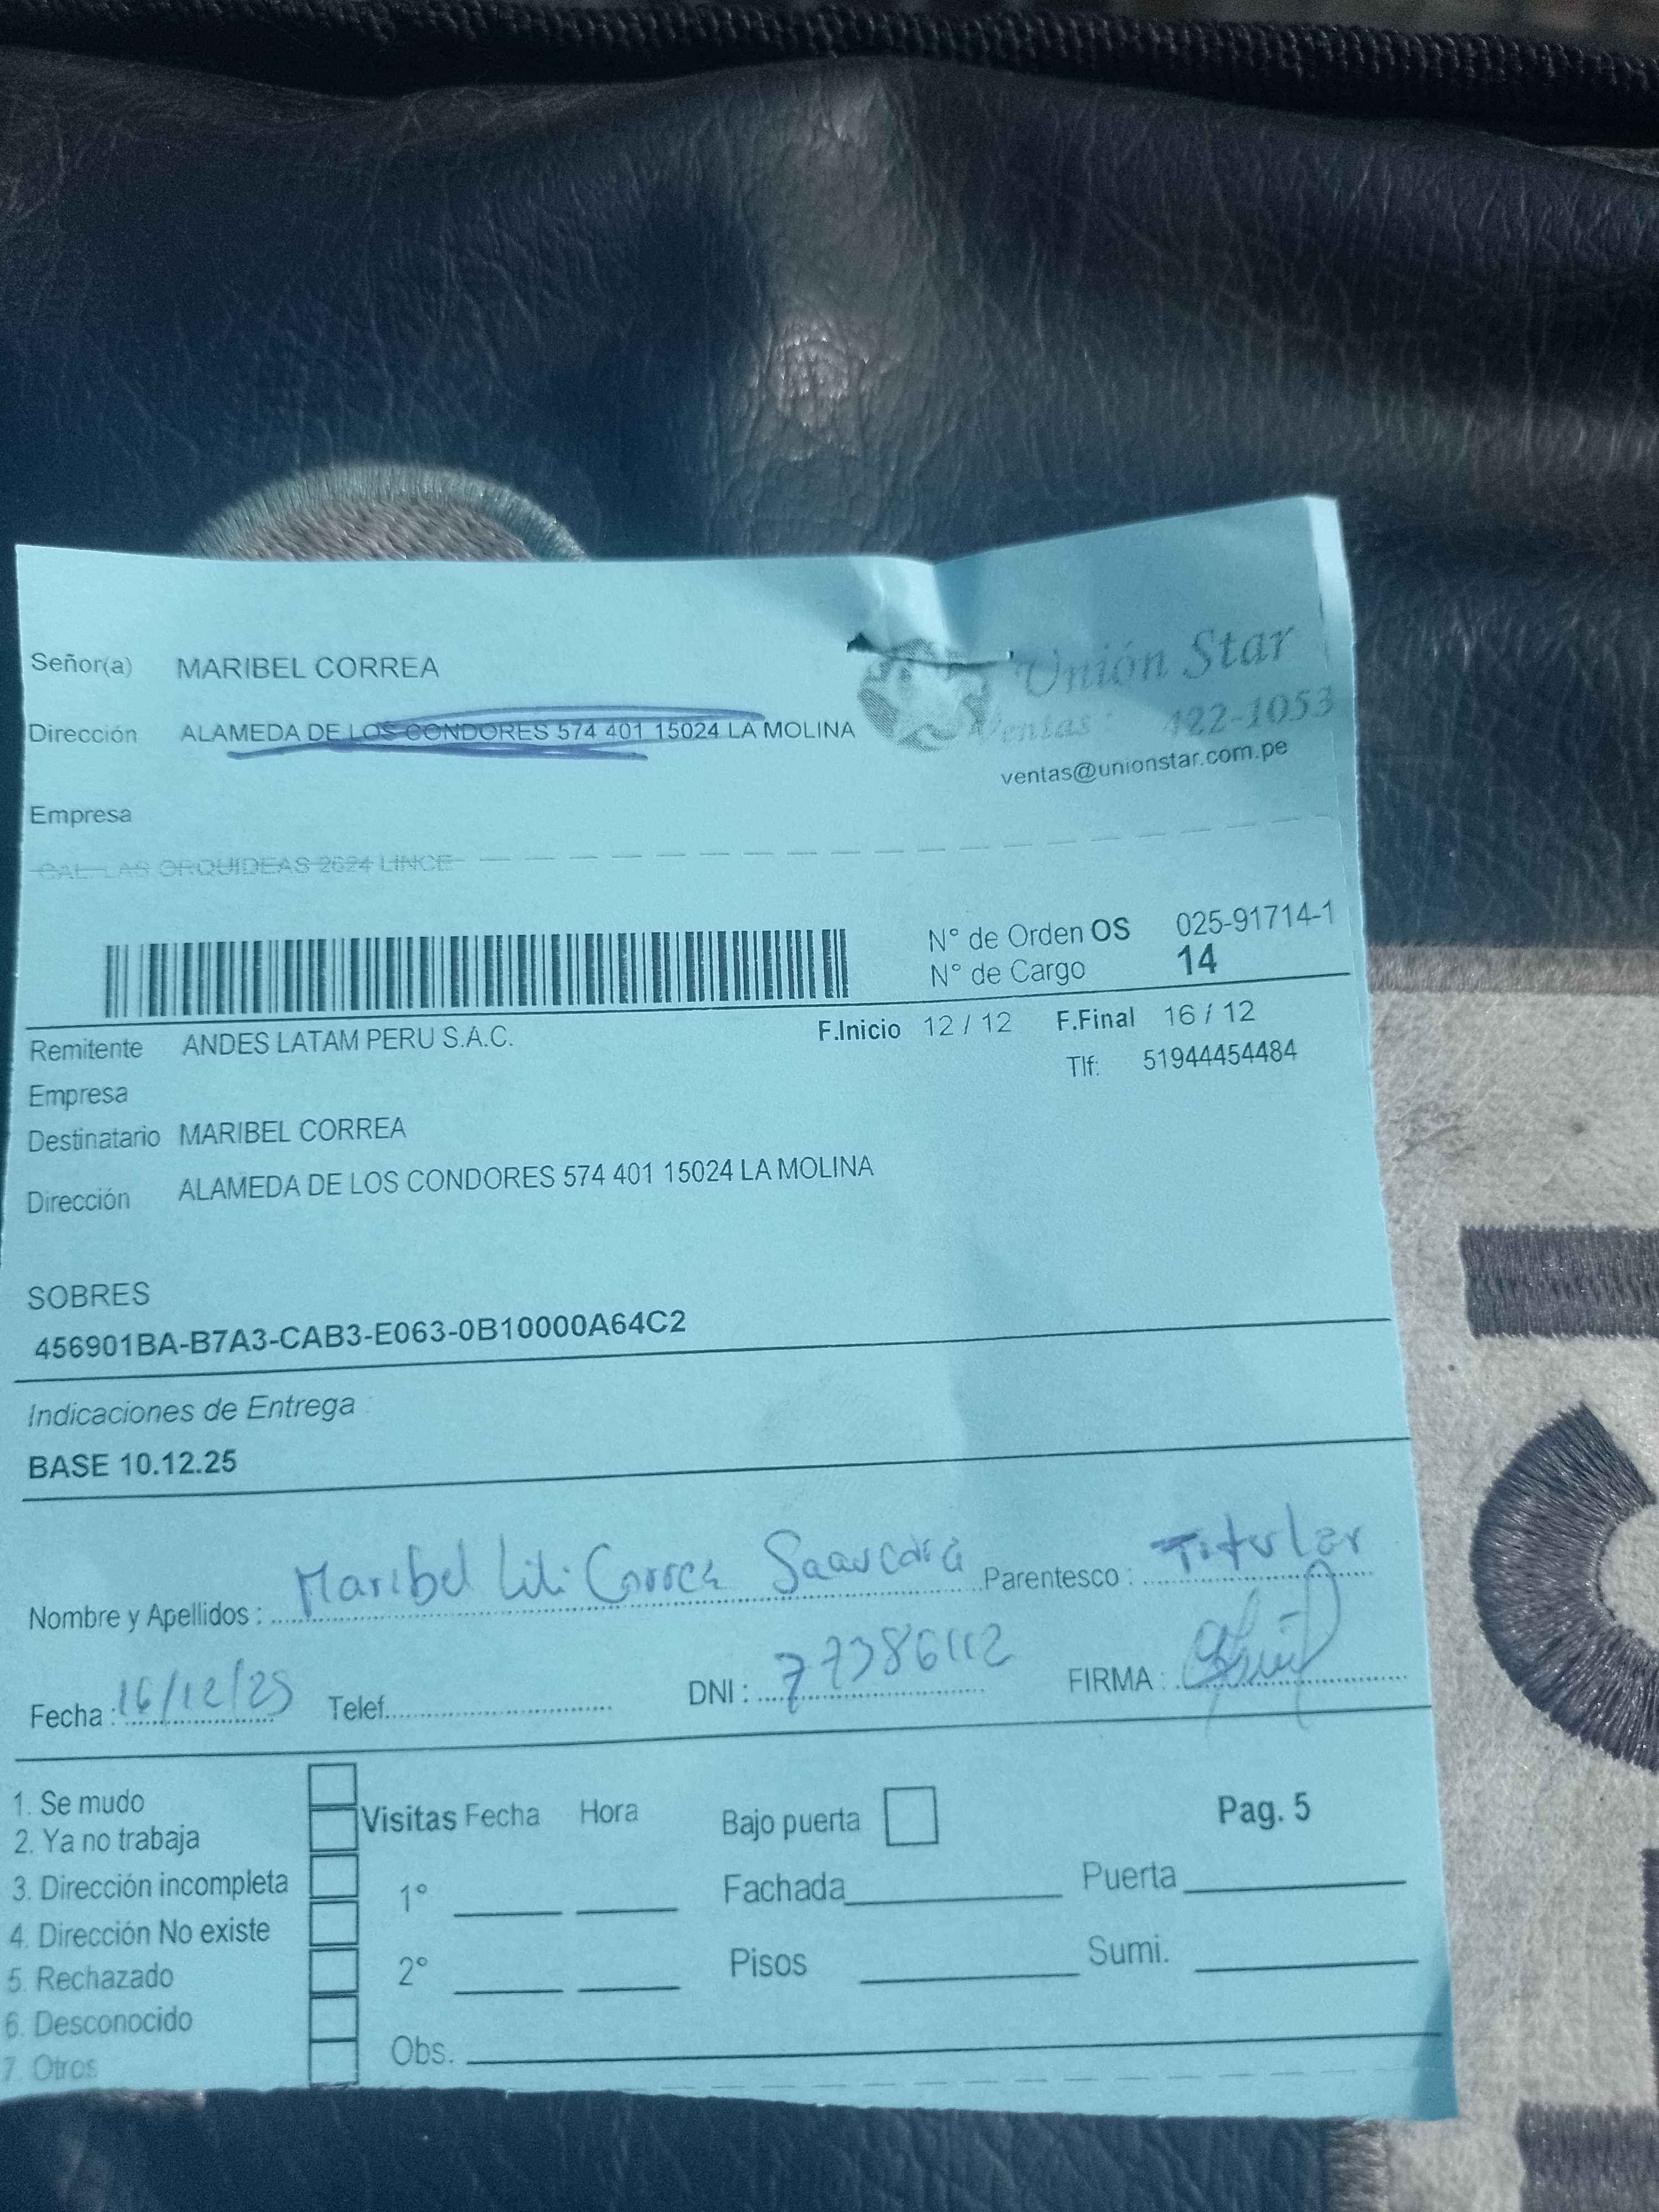 Señor(a) MARIBEL CORREA
Unión Star
Dirección ALAMEDA DE LOS CONDORES 574 401 15024 LA MOLINA
Ventas: 422-1053
ventas@unionstar.com.pe
Empresa
CAL LAS ORQUIDEAS 2624 LINCE
N° de Orden OS 025-91714-1
N° de Cargo 14
Remitente ANDES LATAM PERU S.A.C. F.Inicio 12 / 12 F.Final 16 / 12
Tlf: 51944454484
Empresa
Destinatario MARIBEL CORREA
Dirección ALAMEDA DE LOS CONDORES 574 401 15024 LA MOLINA
SOBRES
456901BA-B7A3-CAB3-E063-0B10000A64C2
Indicaciones de Entrega :
BASE 10.12.25
Nombre y Apellidos : Maribel Lili Correa Parentesco : Titular
Fecha : 16/12/25 Telef. DNI : 77386112 FIRMA :
1. Se mudo
2. Ya no trabaja
3. Dirección incompleta
4. Dirección No existe
5. Rechazado
6. Desconocido
7. Otros
Visitas Fecha Hora
1°
2°
Obs.
Bajo puerta
Fachada
Pisos
Pag. 5
Puerta
Sumi.